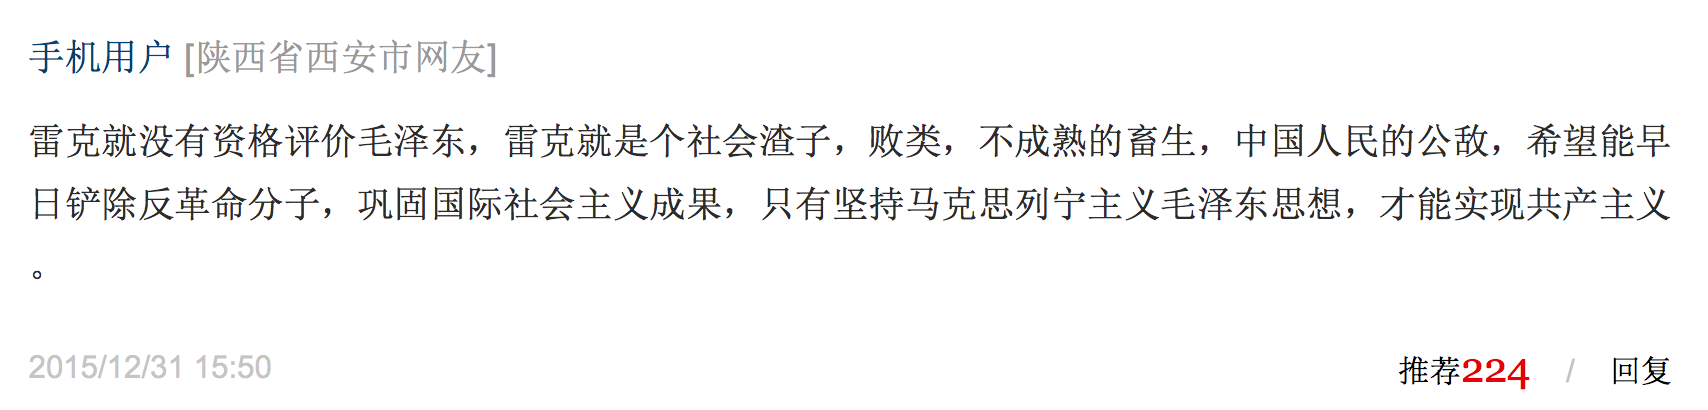 手机用户 [陕西省西安市网友]
雷克就没有资格评价毛泽东，雷克就是个社会渣子，败类，不成熟的畜生，中国人民的公敌，希望能早
日铲除反革命分子，巩固国际社会主义成果，只有坚持马克思列宁主义毛泽东思想，才能实现共产主义
。
2015/12/31 15:50 推荐224 / 回复